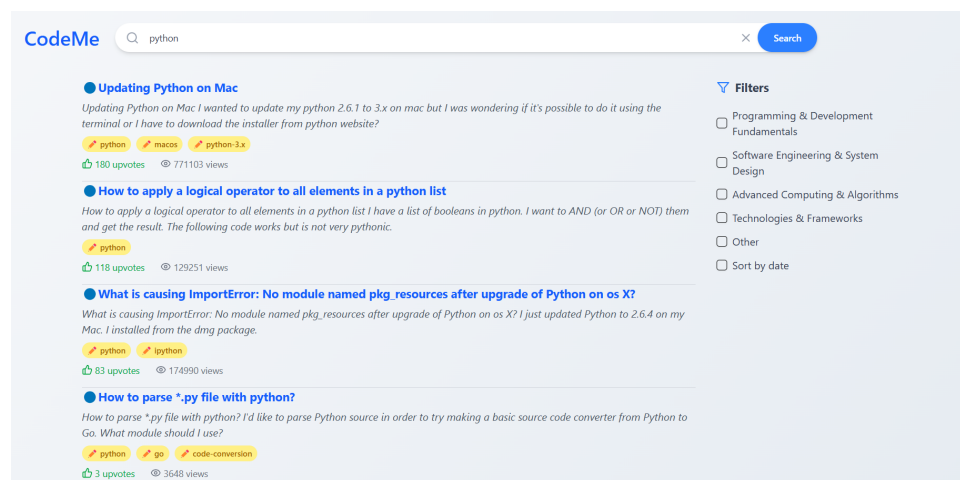 CodeMe
python
Search
Updating Python on Mac
Updating Python on Mac I wanted to update my python 2.6.1 to 3.x on mac but I was wondering if it's possible to do it using the
terminal or I have to download the installer from python website?
python macos python-3.x
180 upvotes 771103 views
How to apply a logical operator to all elements in a python list
How to apply a logical operator to all elements in a python list I have a list of booleans in python. I want to AND (or OR or NOT) them
and get the result. The following code works but is not very pythonic.
python
118 upvotes 129251 views
What is causing ImportError: No module named pkg_resources after upgrade of Python on os X?
What is causing ImportError: No module named pkg_resources after upgrade of Python on os X? I just updated Python to 2.6.4 on my
Mac. I installed from the dmg package.
python ipython
83 upvotes 174990 views
How to parse *.py file with python?
How to parse *.py file with python? I'd like to parse Python source in order to try making a basic source code converter from Python to
Go. What module should I use?
python go code-conversion
3 upvotes 3648 views
Filters
Programming & Development
Fundamentals
Software Engineering & System
Design
Advanced Computing & Algorithms
Technologies & Frameworks
Other
Sort by date